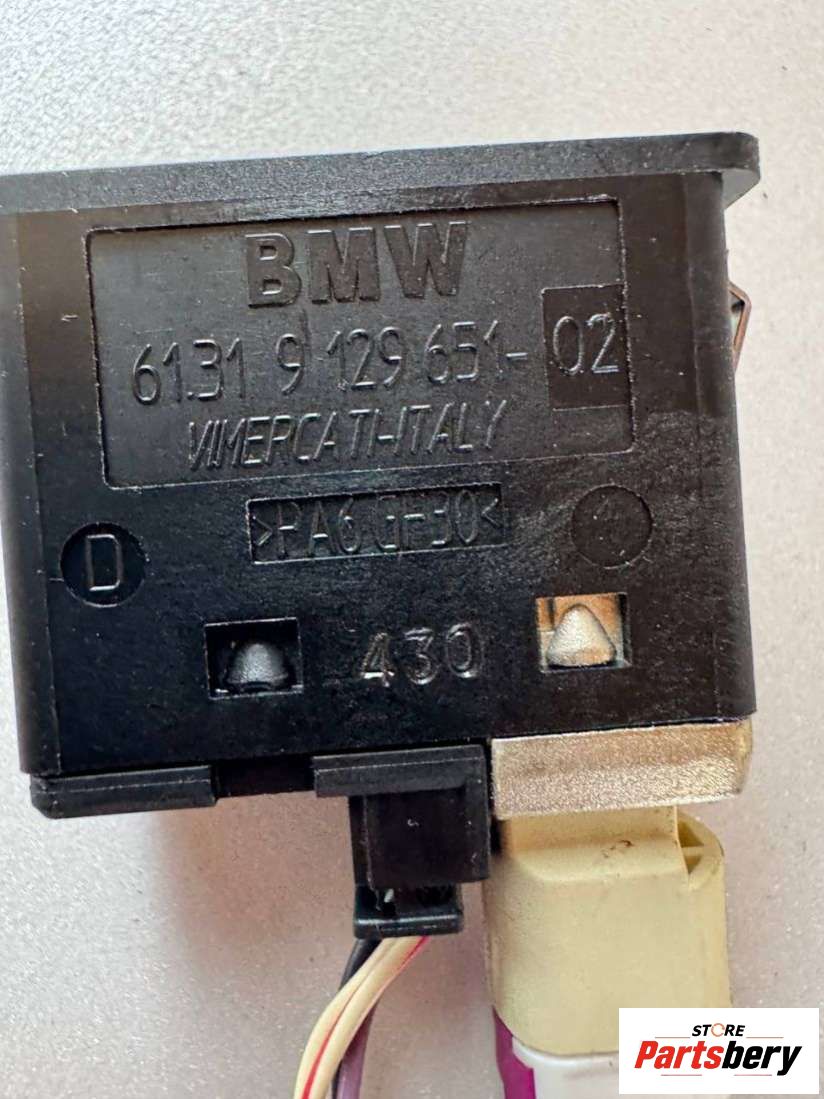 BMW
61.31 9 129 651-02
VIMERCATI-ITALY
>PA6 GF30<
D
430
STORE
Partsbery